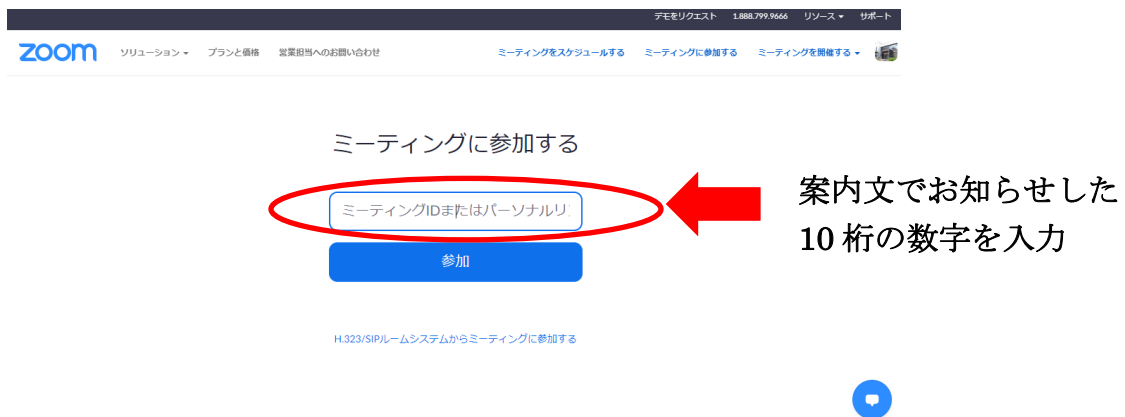 デモをリクエスト 1.888.799.9666 リソース サポート
zoom ソリューション プランと価格 営業担当へのお問い合わせ ミーティングをスケジュールする ミーティングに参加する ミーティングを開催する
ミーティングに参加する
ミーティングIDまたはパーソナルリ
案内文でお知らせした
10桁の数字を入力
参加
H.323/SIPルームシステムからミーティングに参加する